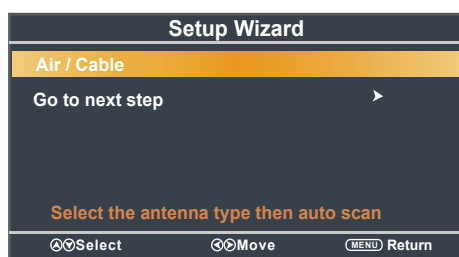 Setup Wizard
Air / Cable
Go to next step
Select the antenna type then auto scan
Select Move MENU Return